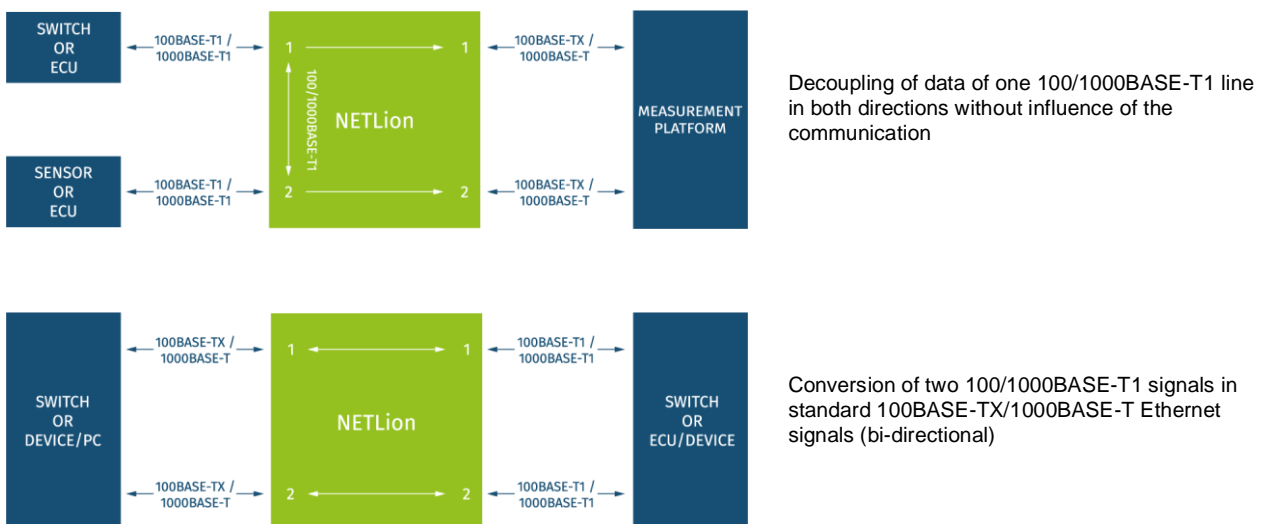 SWITCH
OR
ECU
100BASE-T1 /
1000BASE-T1
1
1
100BASE-TX /
1000BASE-T
100/1000BASE-T1
NETLion
MEASUREMENT
PLATFORM
Decoupling of data of one 100/1000BASE-T1 line
in both directions without influence of the
communication
SENSOR
OR
ECU
100BASE-T1 /
1000BASE-T1
2
2
100BASE-TX /
1000BASE-T
SWITCH
OR
DEVICE/PC
100BASE-TX /
1000BASE-T
1
1
100BASE-T1 /
1000BASE-T1
NETLion
SWITCH
OR
ECU/DEVICE
Conversion of two 100/1000BASE-T1 signals in
standard 100BASE-TX/1000BASE-T Ethernet
signals (bi-directional)
100BASE-TX /
1000BASE-T
2
2
100BASE-T1 /
1000BASE-T1